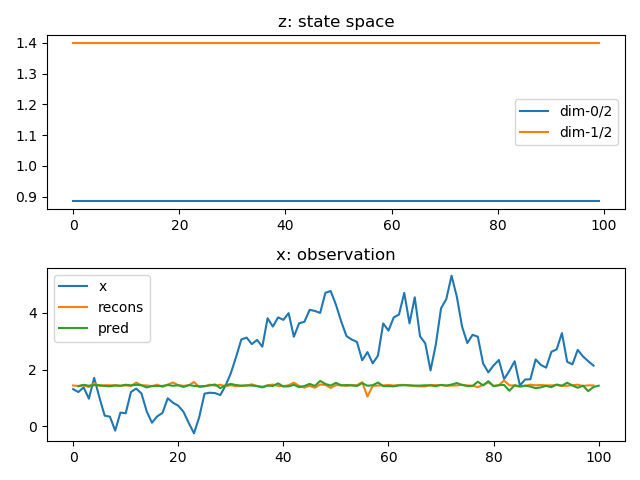 z: state space
1.4
1.3
1.2
1.1
1.0
0.9
dim-0/2
dim-1/2
0 20 40 60 80 100
x: observation
4
2
0
x
recons
pred
0 20 40 60 80 100